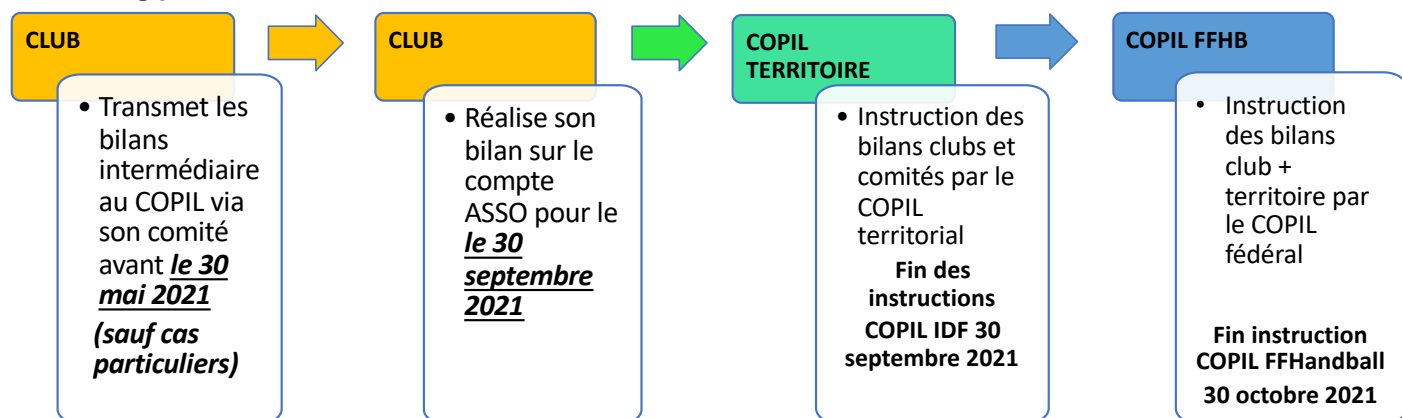 CLUB
• Transmet les
bilans
intermédiaire
au COPIL via
son comité
avant le 30
mai 2021
(sauf cas
particuliers)
CLUB
• Réalise son
bilan sur le
compte
ASSO pour le
le 30
septembre
2021
COPIL
TERRITOIRE
• Instruction des
bilans clubs et
comités par le
COPIL
territorial
Fin des
instructions
COPIL IDF 30
septembre 2021
COPIL FFHB
• Instruction
des bilans
club +
territoire par
le COPIL
fédéral
Fin instruction
COPIL FFHandball
30 octobre 2021